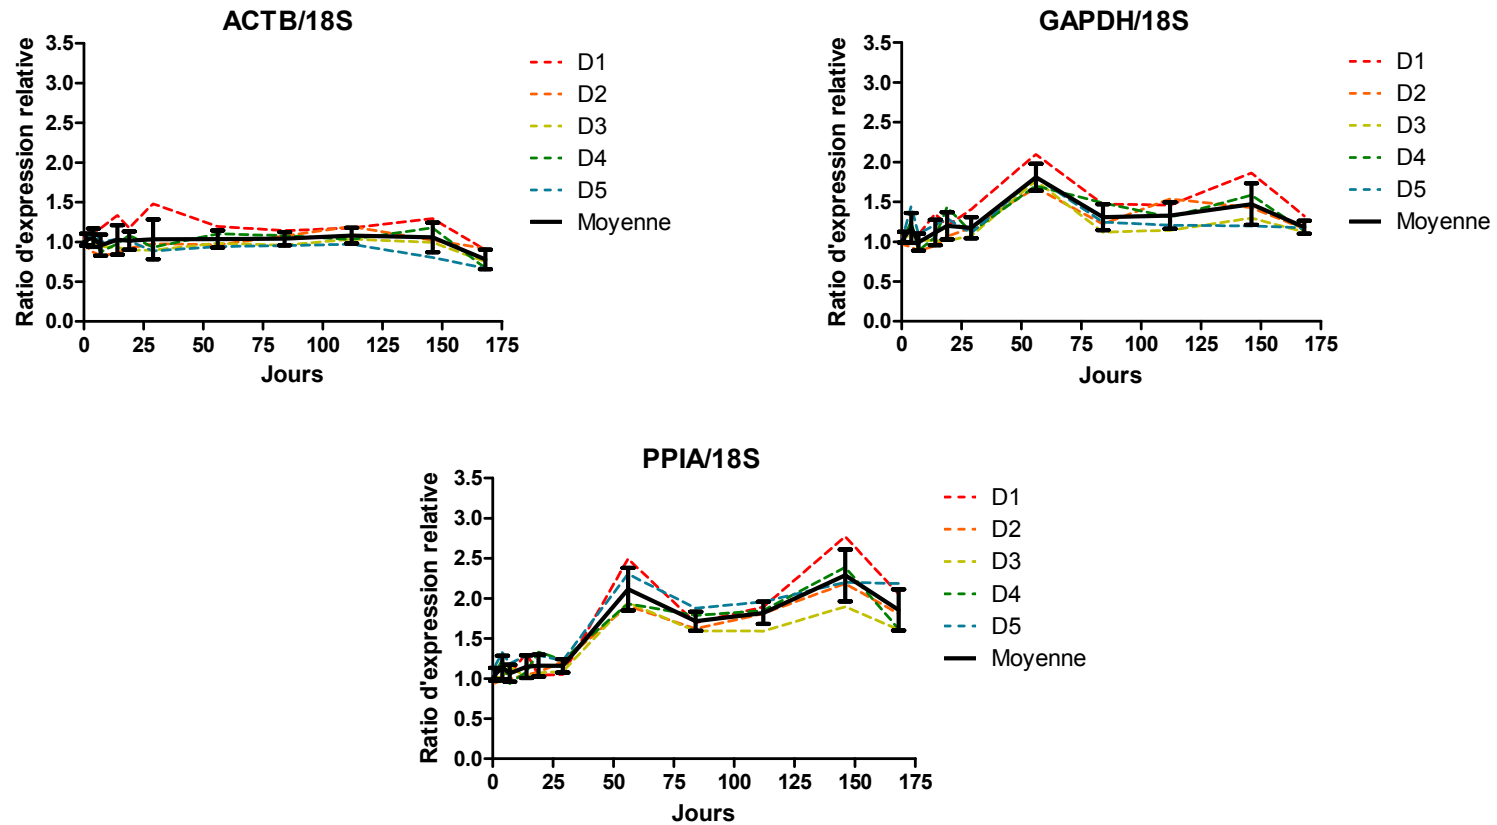 ACTB/18S
Ratio d'expression relative
3.5
3.0
2.5
2.0
1.5
1.0
0.5
0.0
0 25 50 75 100 125 150 175
Jours
D1
D2
D3
D4
D5
Moyenne
GAPDH/18S
Ratio d'expression relative
3.5
3.0
2.5
2.0
1.5
1.0
0.5
0.0
0 25 50 75 100 125 150 175
Jours
D1
D2
D3
D4
D5
Moyenne
PPIA/18S
Ratio d'expression relative
3.5
3.0
2.5
2.0
1.5
1.0
0.5
0.0
0 25 50 75 100 125 150 175
Jours
D1
D2
D3
D4
D5
Moyenne